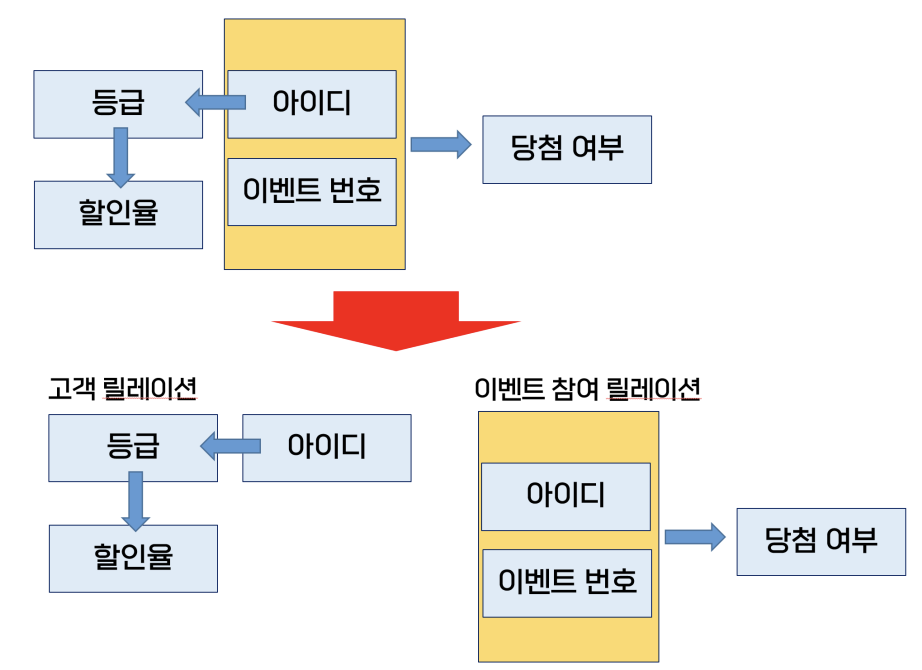 등급
아이디
당첨 여부
할인율
이벤트 번호
고객 릴레이션
이벤트 참여 릴레이션
등급
아이디
할인율
아이디
이벤트 번호
당첨 여부